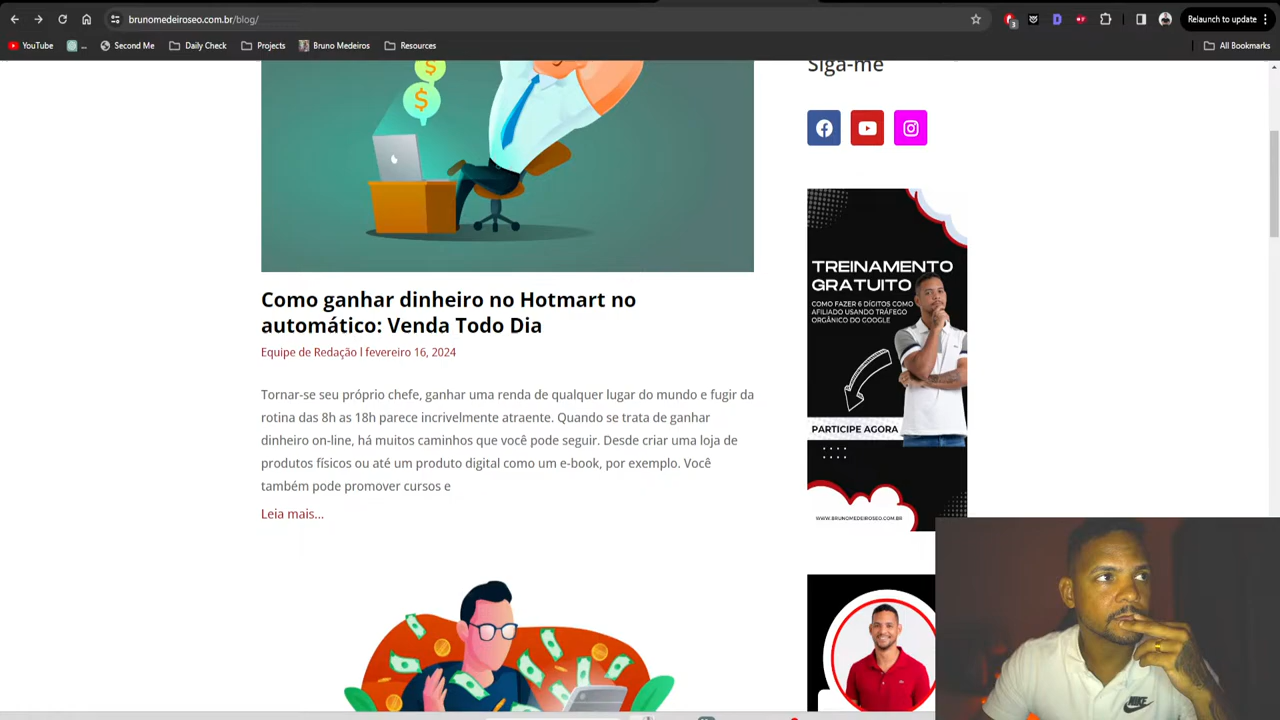 brunomedeiroseo.com.br/blog/
3
Relaunch to update
YouTube
...
Second Me
Daily Check
Projects
Bruno Medeiros
Resources
All Bookmarks
$
$
Siga-me
TREINAMENTO
GRATUITO
COMO FAZER 6 DÍGITOS COMO
AFILIADO USANDO TRÁFEGO
ORGÂNICO DO GOOGLE
PARTICIPE AGORA
WWW.BRUNOMEDEIROSEO.COM.BR
Como ganhar dinheiro no Hotmart no
automático: Venda Todo Dia
Equipe de Redação | fevereiro 16, 2024
Tornar-se seu próprio chefe, ganhar uma renda de qualquer lugar do mundo e fugir da
rotina das 8h as 18h parece incrivelmente atraente. Quando se trata de ganhar
dinheiro on-line, há muitos caminhos que você pode seguir. Desde criar uma loja de
produtos físicos ou até um produto digital como um e-book, por exemplo. Você
também pode promover cursos e
Leia mais...
NIKE